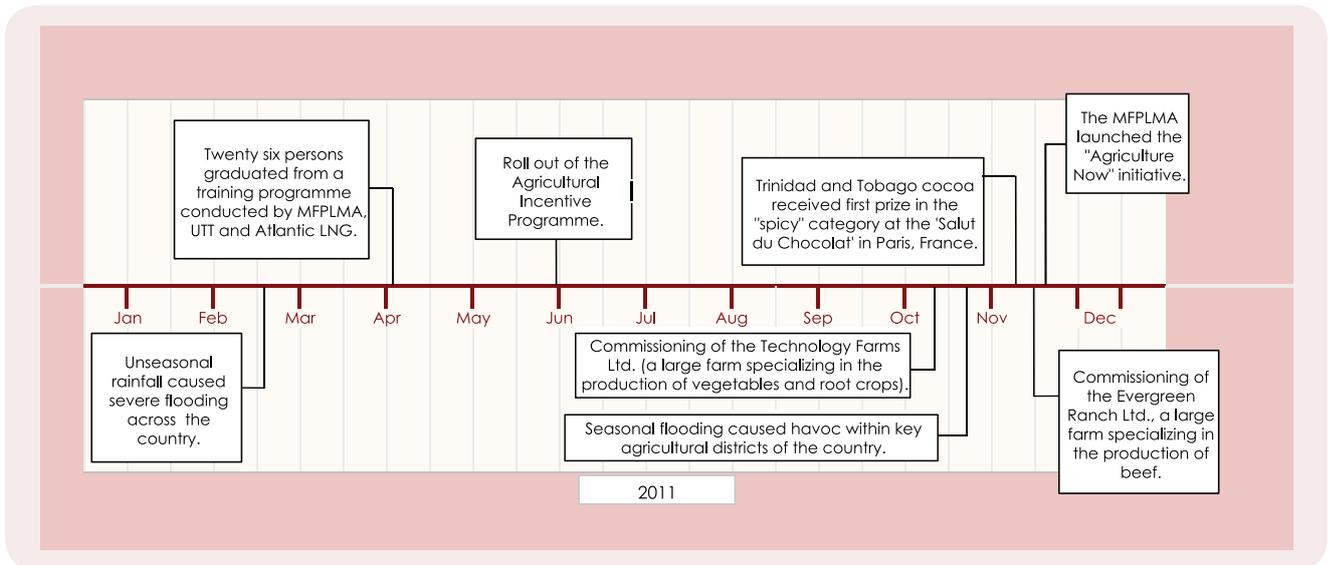 The MFPLMA
launched the
"Agriculture
Now" initiative.
Twenty six persons
graduated from a
training programme
conducted by MFPLMA,
UTT and Atlantic LNG.
Roll out of the
Agricultural
Incentive
Programme.
Trinidad and Tobago cocoa
received first prize in the
"spicy" category at the 'Salut
du Chocolat' in Paris, France.
Jan Feb Mar Apr May Jun Jul Aug Sep Oct Nov Dec
Unseasonal
rainfall caused
severe flooding
across the
country.
Commissioning of the Technology Farms
Ltd. (a large farm specializing in the
production of vegetables and root crops).
Seasonal flooding caused havoc within key
agricultural districts of the country.
Commissioning of
the Evergreen
Ranch Ltd., a large
farm specializing in
the production of
beef.
2011